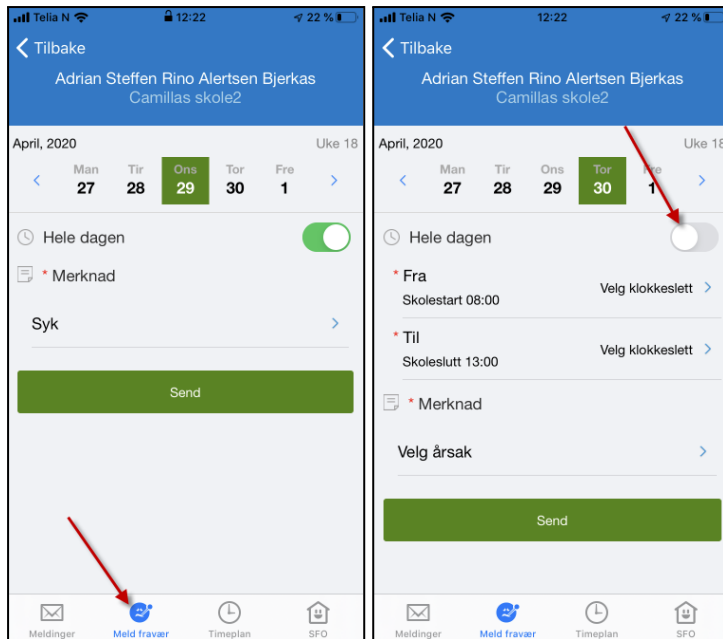 Telia N 12:22 22 %
Tilbake
Adrian Steffen Rino Alertsen Bjerkas
Camillas skole2
April, 2020 Uke 18
Man Tir Ons Tor Fre
27 28 29 30 1
Hele dagen
* Merknad
Syk
Send
Meldinger Meld fravær Timeplan SFO
Telia N 12:22 22 %
Tilbake
Adrian Steffen Rino Alertsen Bjerkas
Camillas skole2
April, 2020 Uke 18
Man Tir Ons Tor Fre
27 28 29 30 1
Hele dagen
* Fra
Skolestart 08:00 Velg klokkeslett
* Til
Skoleslutt 13:00 Velg klokkeslett
* Merknad
Velg årsak
Send
Meldinger Meld fravær Timeplan SFO